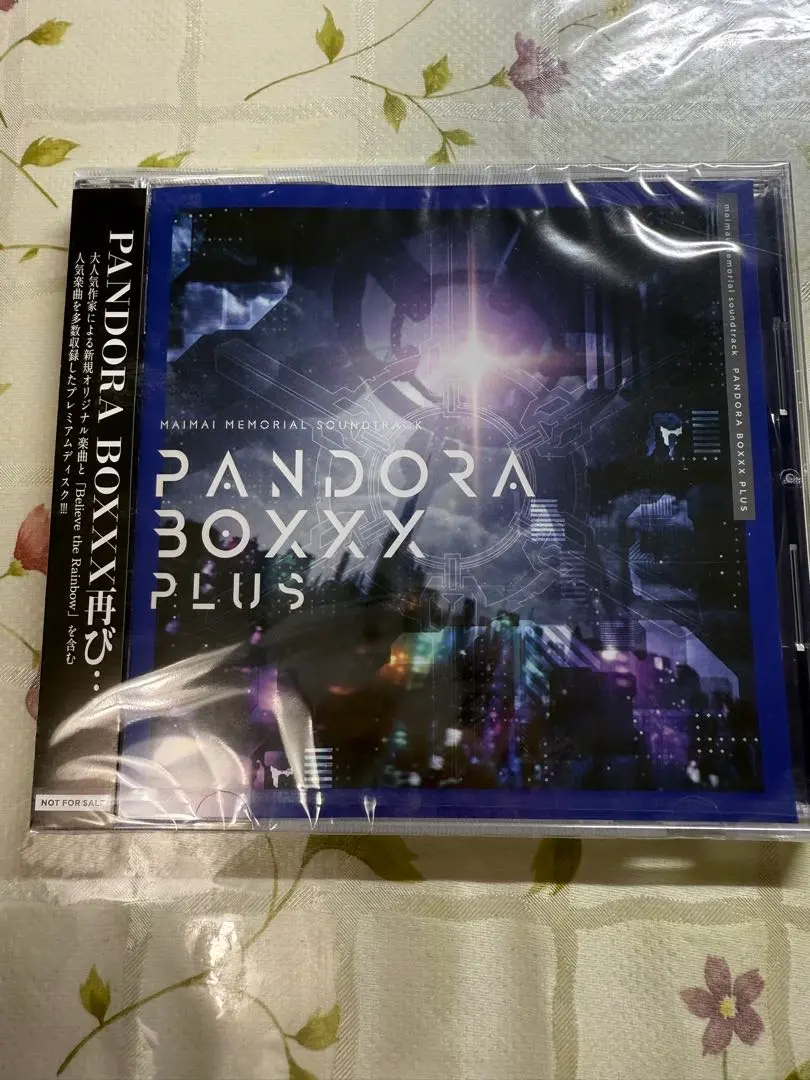 PANDORA BOXXX再び…
大人気作家による新規オリジナル楽曲と「Believe the Rainbow」を含む
人気楽曲を多数収録したプレミアムディスク!!!
NOT FOR SALE
MAIMAI MEMORIAL SOUNDTRACK
PANDORA
BOXXX
PLUS
maimai memorial soundtrack PANDORA BOXXX PLUS